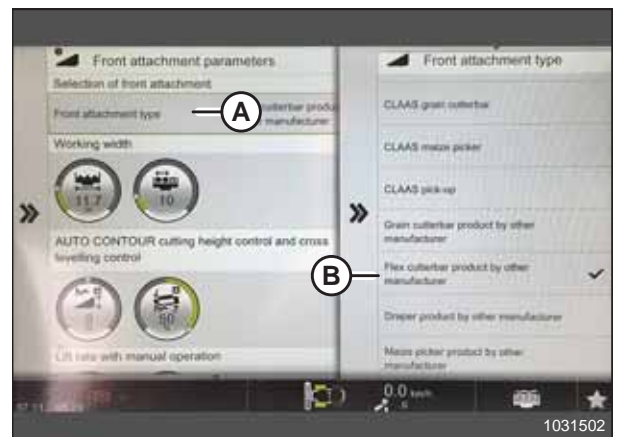 Front attachment parameters
Selection of front attachment
Front attachment type
A
cutterbar produ
manufacturer
Working width
11.7
10
AUTO CONTOUR cutting height control and cross
levelling control
50
Lift rate with manual operation
Front attachment type
CLAAS grain cutterbar
CLAAS maize picker
CLAAS pick-up
Grain cutterbar product by other
manufacturer
B
Flex cutterbar product by other
manufacturer
Draper product by other manufacturer
Maize picker product by other
manufacturer
0.0 km/h
1031502